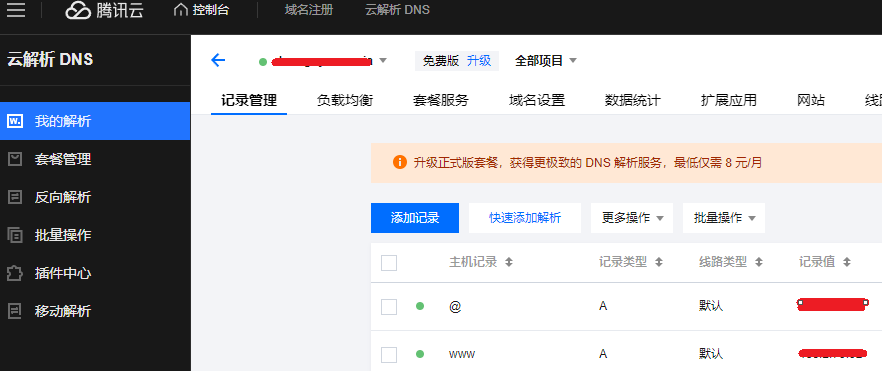 腾讯云 控制台 域名注册 云解析 DNS
云解析 DNS
我的解析
套餐管理
反向解析
批量操作
插件中心
移动解析
免费版 升级 全部项目
记录管理 负载均衡 套餐服务 域名设置 数据统计 扩展应用 网站
升级正式版套餐，获得更极致的 DNS 解析服务，最低仅需 8 元/月
添加记录 快速添加解析 更多操作 批量操作
主机记录 记录类型 线路类型 记录值
@ A 默认
www A 默认